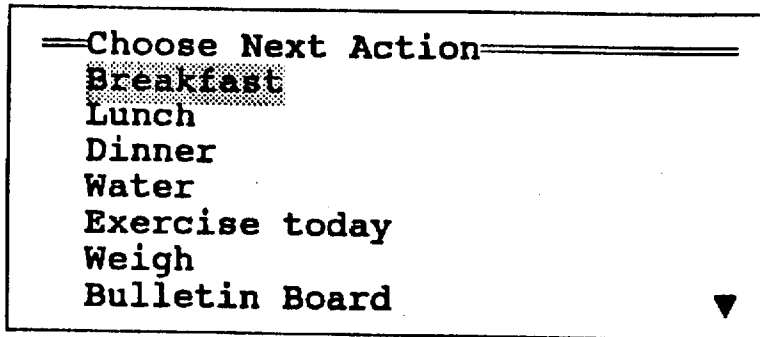 Choose Next Action
Breakfast
Lunch
Dinner
Water
Exercise today
Weigh
Bulletin Board